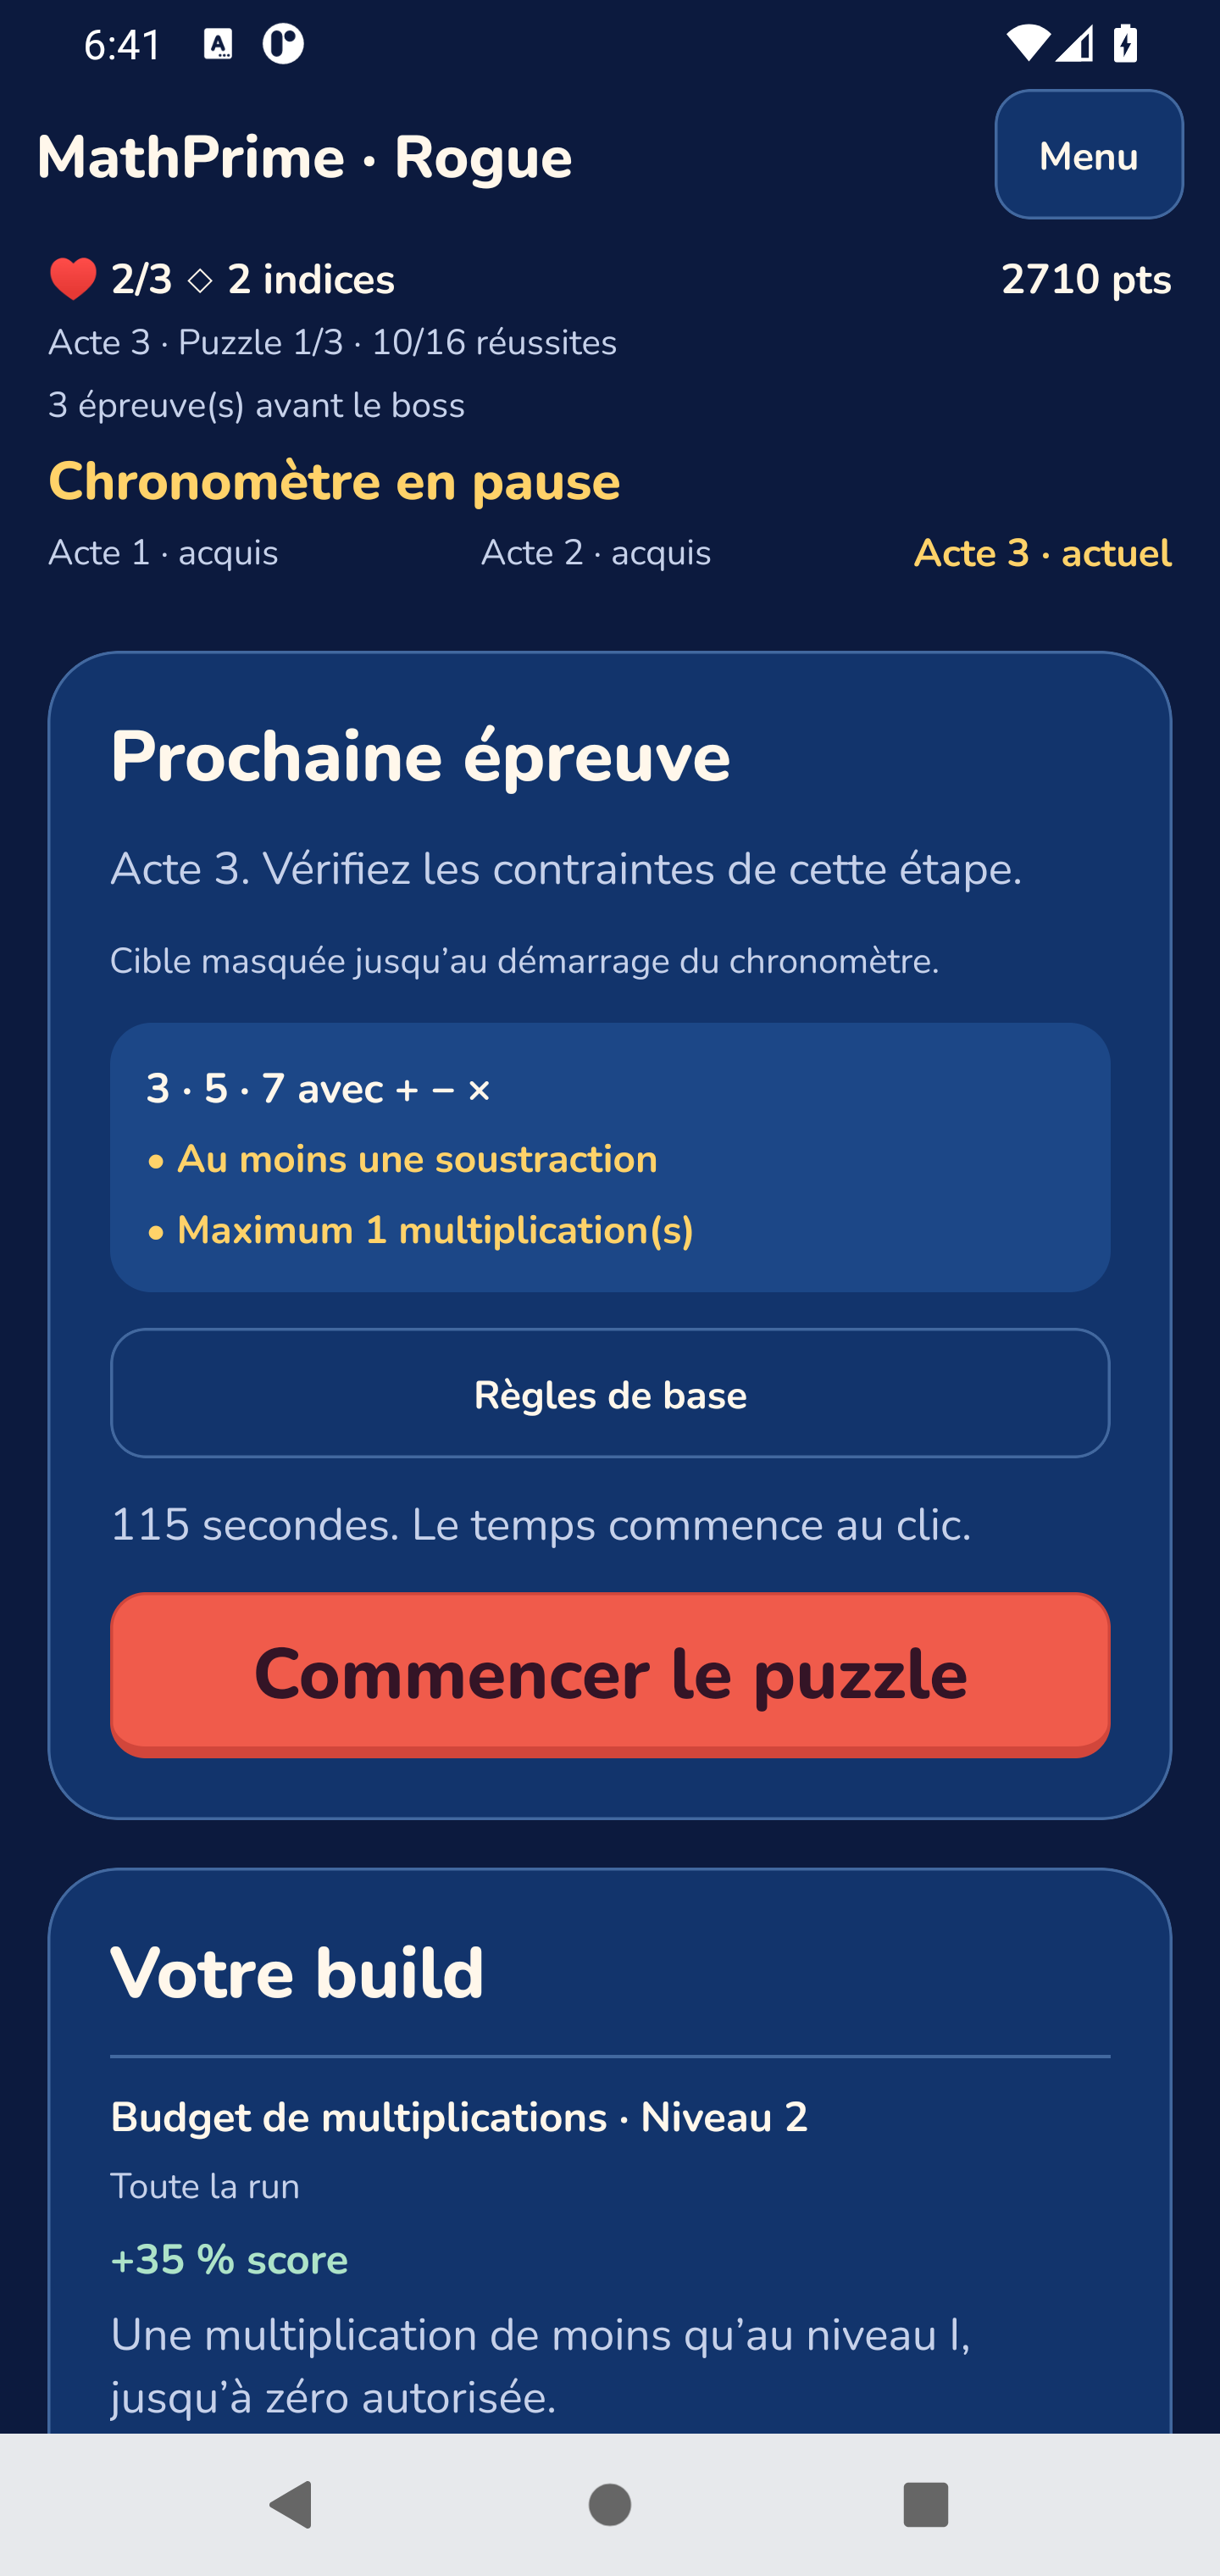 6:41
MathPrime · Rogue
Menu
2/3 ◇ 2 indices
2710 pts
Acte 3 · Puzzle 1/3 · 10/16 réussites
3 épreuve(s) avant le boss
Chronomètre en pause
Acte 1 · acquis
Acte 2 · acquis
Acte 3 · actuel
Prochaine épreuve
Acte 3. Vérifiez les contraintes de cette étape.
Cible masquée jusqu’au démarrage du chronomètre.
3 · 5 · 7 avec + − ×
• Au moins une soustraction
• Maximum 1 multiplication(s)
Règles de base
115 secondes. Le temps commence au clic.
Commencer le puzzle
Votre build
Budget de multiplications · Niveau 2
Toute la run
+35 % score
Une multiplication de moins qu’au niveau I,
jusqu’à zéro autorisée.